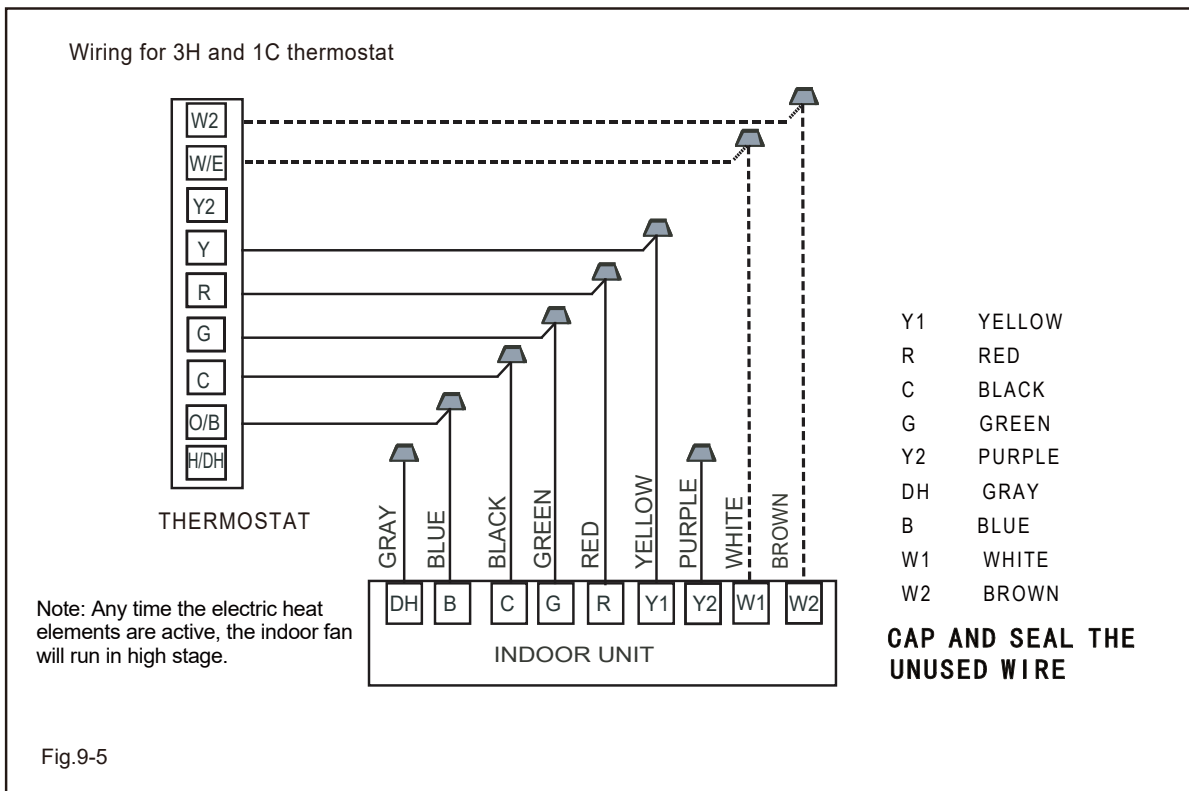 Wiring for 3H and 1C thermostat
W2
W/E
Y2
Y
R
G
C
O/B
H/DH
THERMOSTAT
GRAY
BLUE
BLACK
GREEN
RED
YELLOW
PURPLE
WHITE
BROWN
DH B C G R Y1 Y2 W1 W2
INDOOR UNIT
Note: Any time the electric heat
elements are active, the indoor fan
will run in high stage.
Y1 YELLOW
R RED
C BLACK
G GREEN
Y2 PURPLE
DH GRAY
B BLUE
W1 WHITE
W2 BROWN
CAP AND SEAL THE
UNUSED WIRE
Fig.9-5